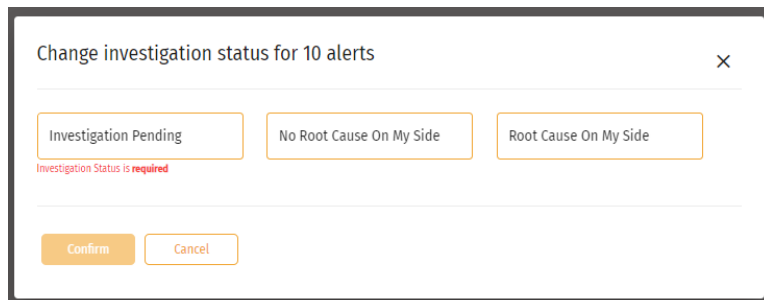 Change investigation status for 10 alerts
Investigation Pending
No Root Cause On My Side
Root Cause On My Side
Investigation Status is required
Confirm
Cancel